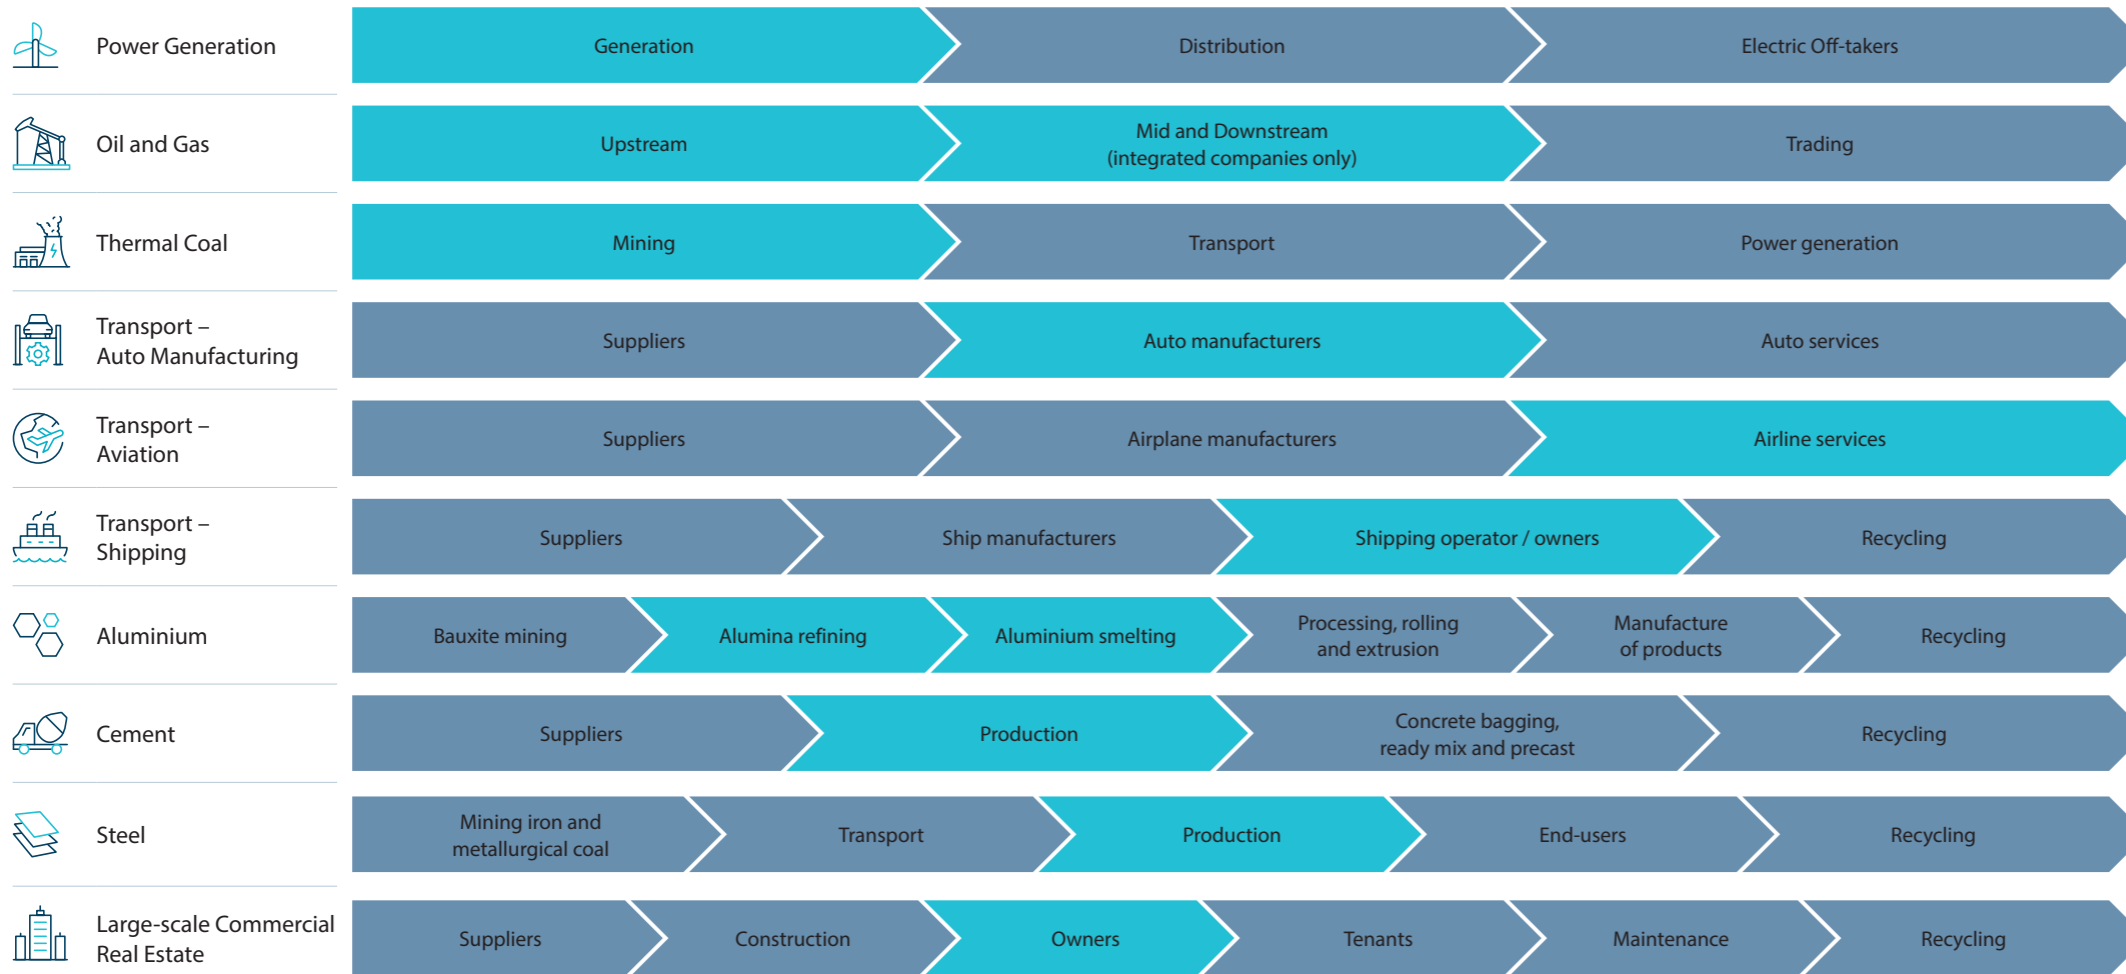 Power Generation
Generation
Distribution
Electric Off-takers
Oil and Gas
Upstream
Mid and Downstream
(integrated companies only)
Trading
Thermal Coal
Mining
Transport
Power generation
Transport –
Auto Manufacturing
Suppliers
Auto manufacturers
Auto services
Transport –
Aviation
Suppliers
Airplane manufacturers
Airline services
Transport –
Shipping
Suppliers
Ship manufacturers
Shipping operator / owners
Recycling
Aluminium
Bauxite mining
Alumina refining
Aluminium smelting
Processing, rolling
and extrusion
Manufacture
of products
Recycling
Cement
Suppliers
Production
Concrete bagging,
ready mix and precast
Recycling
Steel
Mining iron and
metallurgical coal
Transport
Production
End-users
Recycling
Large-scale Commercial
Real Estate
Suppliers
Construction
Owners
Tenants
Maintenance
Recycling